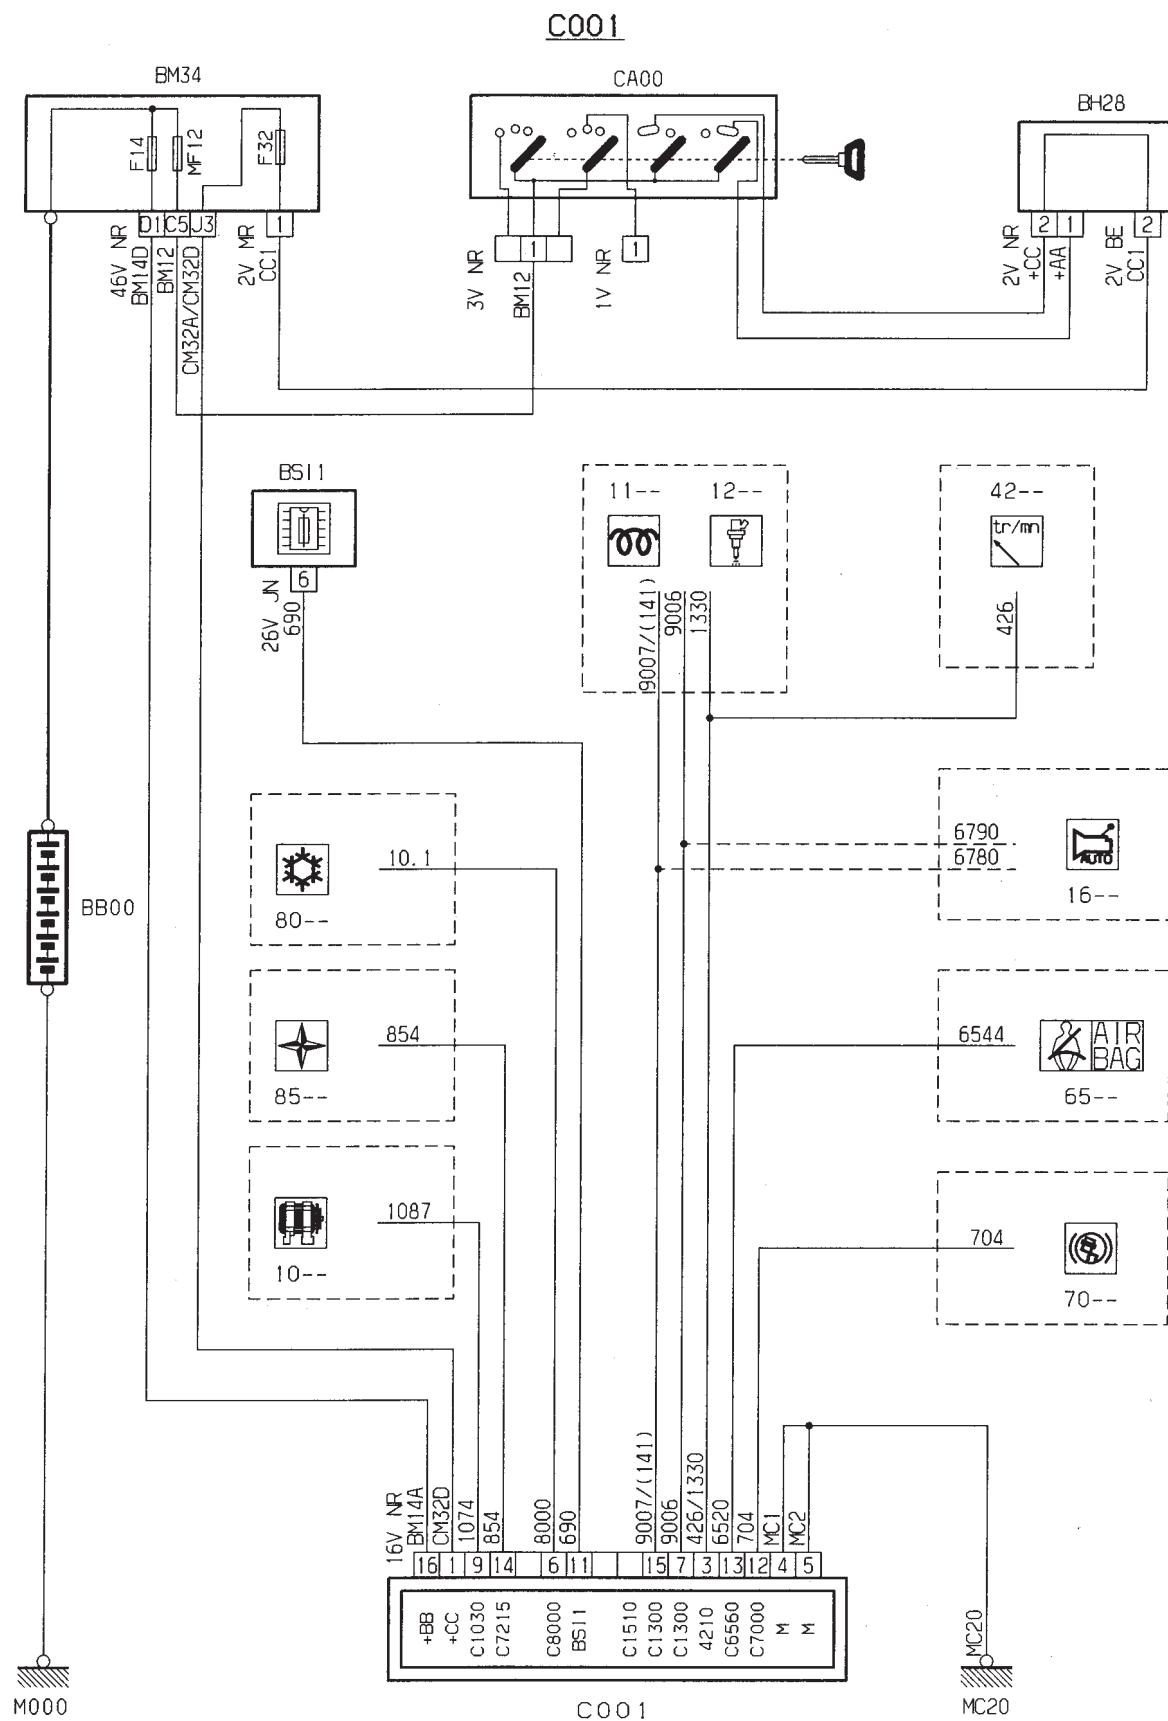 C001
BM34
CA00
BH28
F14
MF12
F32
D1 C5 J3
1
46V NR
BM14D
BM12
CM32A/CM32D
2V MR
CC1
1
1
3V NR
BM12
1V NR
2 1
2
2V NR
+CC
+AA
2V BE
CC1
BSI1
6
26V JN
690
11--
12--
9007/(141)
9006
1330
42--
tr/mn
426
6790
6780
AUTO
16--
10.1
80--
BB00
854
85--
6544
AIR
BAG
65--
1087
10--
704
70--
16V NR
BM14A
CM32D
1074
854
8000
690
9007/(141)
9006
426/1330
6520
704
MC1
MC2
16 1 9 14 6 11 15 7 3 13 12 4 5
+BB
+CC
C1030
C7215
C8000
BSI1
C1510
C1300
C1300
4210
C6560
C7000
M
M
C001
M000
MC20
MC20